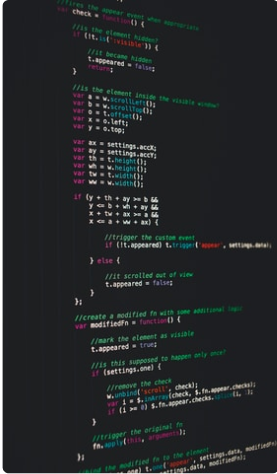 //fires the appear event when appropriate
var check = function() {
//is the element hidden?
if (!t.is(':visible')) {
//it became hidden
t.appeared = false;
return;
}
//is the element inside the visible window?
var a = w.scrollLeft();
var b = w.scrollTop();
var o = t.offset();
var x = o.left;
var y = o.top;
var ax = settings.accX;
var ay = settings.accY;
var th = t.height();
var wh = w.height();
var tw = t.width();
var ww = w.width();
if (y + th + ay >= b &&
y <= b + wh + ay &&
x + tw + ax >= a &&
x <= a + ww + ax) {
//trigger the custom event
if (!t.appeared) t.trigger('appear', settings.data);
} else {
//it scrolled out of view
t.appeared = false;
}
};
//create a modified fn with some additional logic
var modifiedFn = function() {
//mark the element as visible
t.appeared = true;
//is this supposed to happen only once?
if (settings.one) {
//remove the check
w.unbind('scroll', check);
var i = $.inArray(check, $.fn.appear.checks);
if (i >= 0) $.fn.appear.checks.splice(i, 1);
}
//trigger the original fn
fn.apply(this, arguments);
};
the modified fn to the element
one) t.one('appear', settings.data, modifiedFn);